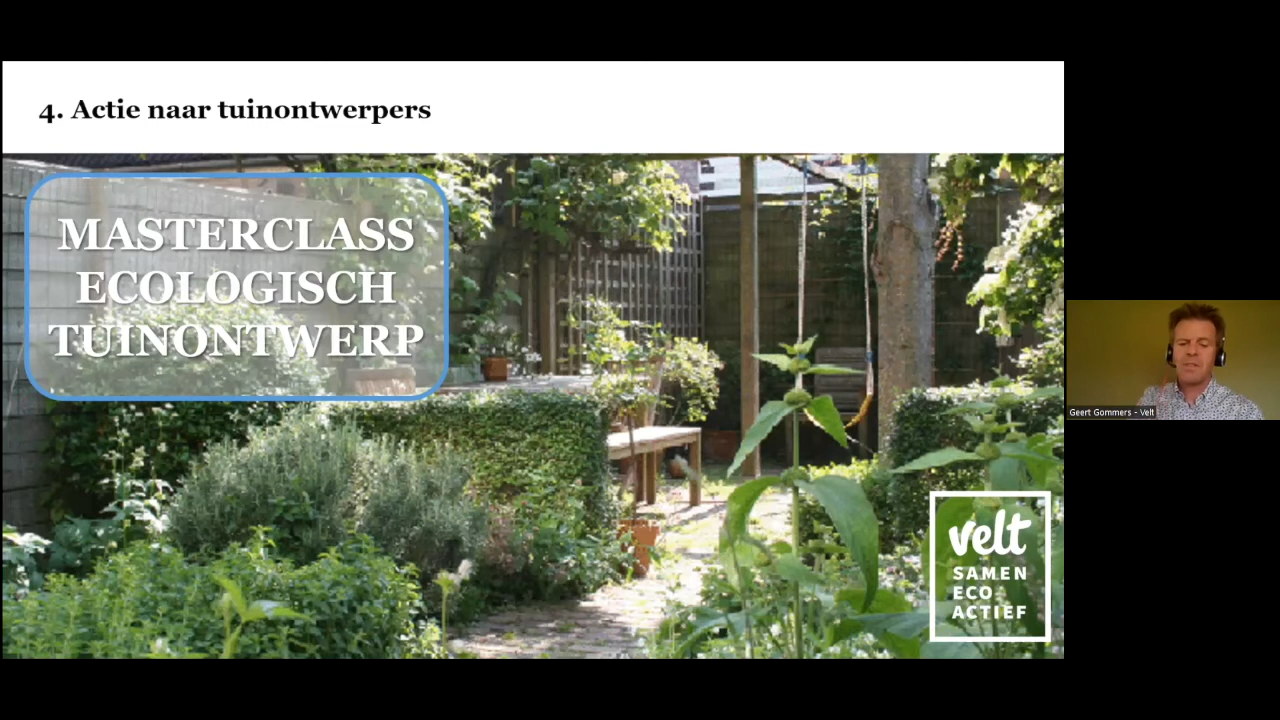 4. Actie naar tuinontwerpers
MASTERCLASS
ECOLOGISCH
TUINONTWERP
Geert Gommers - Velt
velt
SAMEN
ECO
ACTIEF